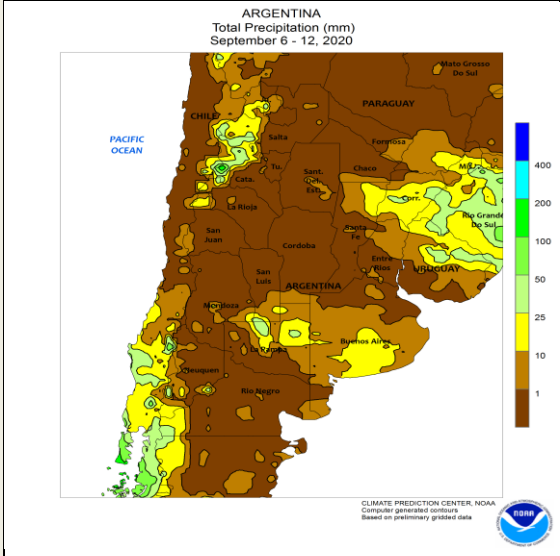 ARGENTINA
Total Precipitation (mm)
September 6 - 12, 2020
Mato Grosso
Do Sul
PARAGUAY
CHILE
PACIFIC
OCEAN
Salta
Formosa
Tu.
Sant.
Del
Est.
Chaco
Cata.
Corr.
La Rioja
Rio Grande
Do Sul
San
Juan
Santa
Fe
Cordoba
Entre
Rios
URUGUAY
San
Luis
ARGENTINA
Mendoza
Buenos Aires
La Pampa
Neuquen
Rio Negro
400
200
100
50
25
10
1
CLIMATE PREDICTION CENTER, NOAA
Computer generated contours
Based on preliminary gridded data
NOAA